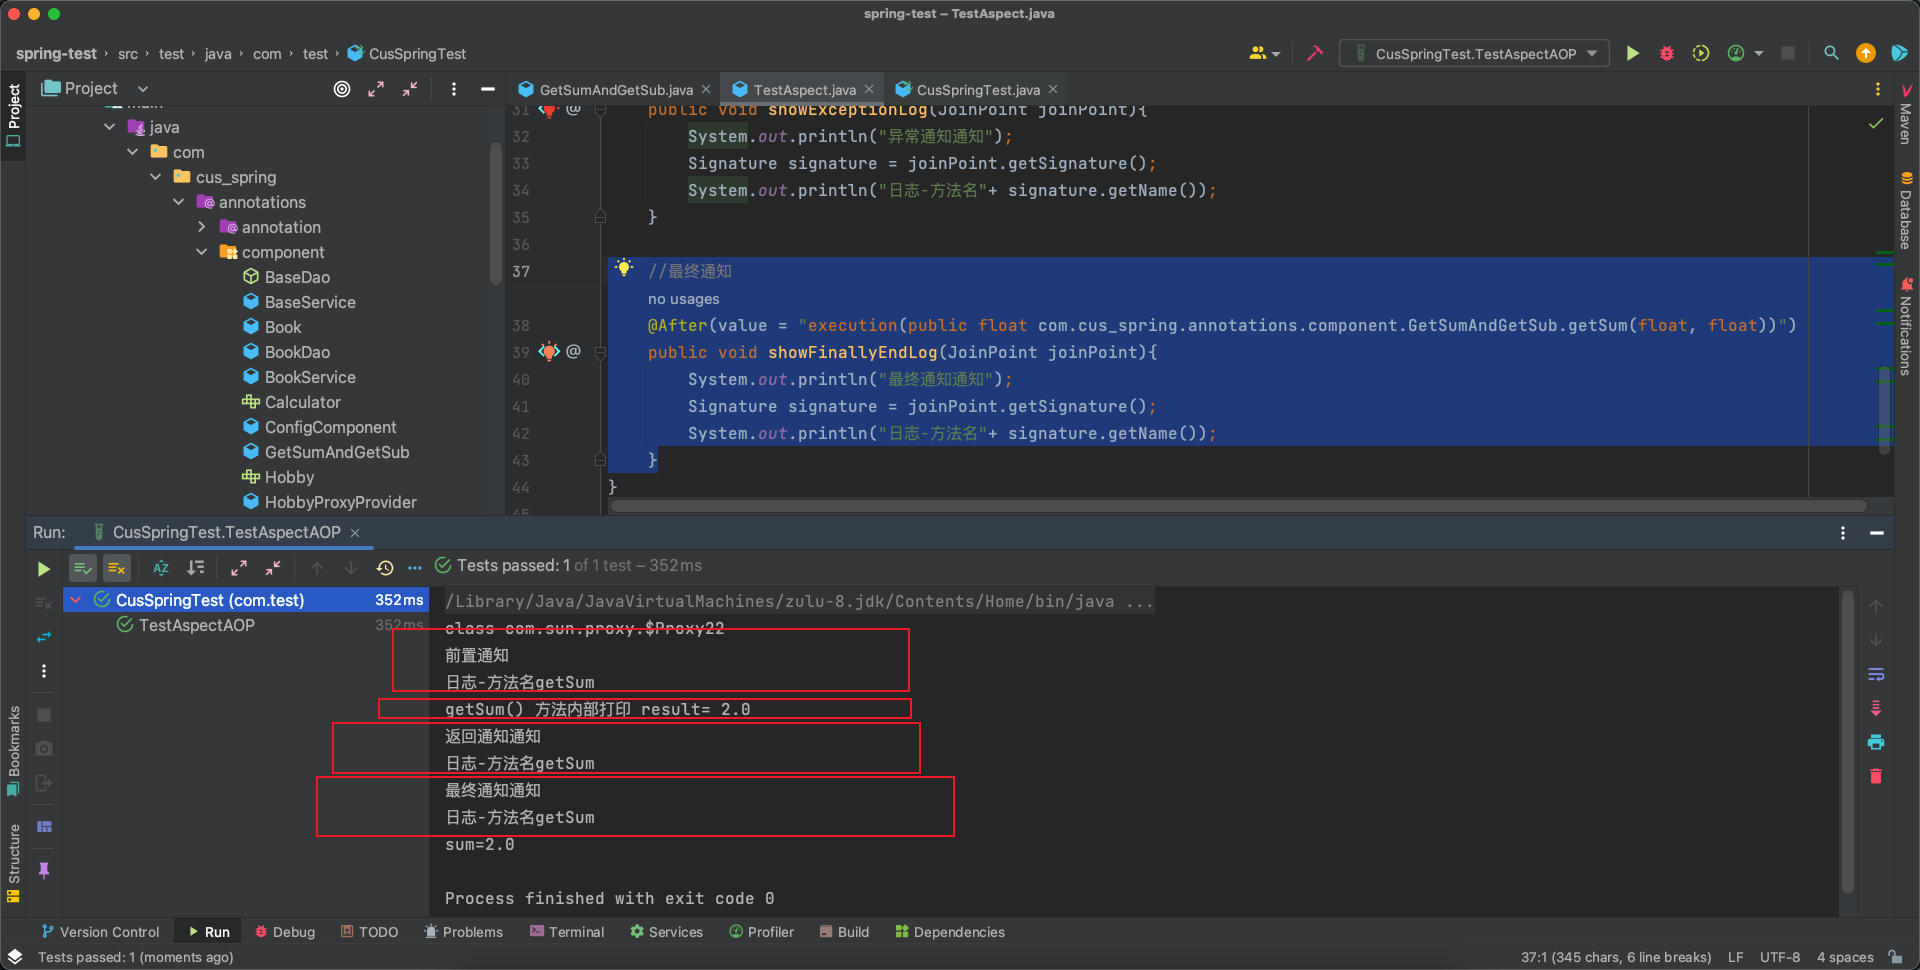 spring-test – TestAspect.java
spring-test › src › test › java › com › test › CusSpringTest
CusSpringTest.TestAspectAOP
Project
GetSumAndGetSub.java
TestAspect.java
CusSpringTest.java
Project
main
java
com
cus_spring
annotations
annotation
component
BaseDao
BaseService
Book
BookDao
BookService
Calculator
ConfigComponent
GetSumAndGetSub
Hobby
HobbyProxyProvider
31 public void showExceptionLog(JoinPoint joinPoint){
32 System.out.println("异常通知通知");
33 Signature signature = joinPoint.getSignature();
34 System.out.println("日志-方法名"+ signature.getName());
35 }
36
37 //最终通知
no usages
38 @After(value = "execution(public float com.cus_spring.annotations.component.GetSumAndGetSub.getSum(float, float))")
39 @ public void showFinallyEndLog(JoinPoint joinPoint){
40 System.out.println("最终通知通知");
41 Signature signature = joinPoint.getSignature();
42 System.out.println("日志-方法名"+ signature.getName());
43 }
44 }
45
Maven
Database
Notifications
Run:
CusSpringTest.TestAspectAOP
Tests passed: 1 of 1 test – 352ms
CusSpringTest (com.test) 352ms
TestAspectAOP 352ms
/Library/Java/JavaVirtualMachines/zulu-8.jdk/Contents/Home/bin/java ...
class com.sun.proxy.$Proxy22
前置通知
日志-方法名getSum
getSum() 方法内部打印 result= 2.0
返回通知通知
日志-方法名getSum
最终通知通知
日志-方法名getSum
sum=2.0
Process finished with exit code 0
Bookmarks
Structure
Version Control
Run
Debug
TODO
Problems
Terminal
Services
Profiler
Build
Dependencies
Tests passed: 1 (moments ago)
37:1 (345 chars, 6 line breaks) LF UTF-8 4 spaces